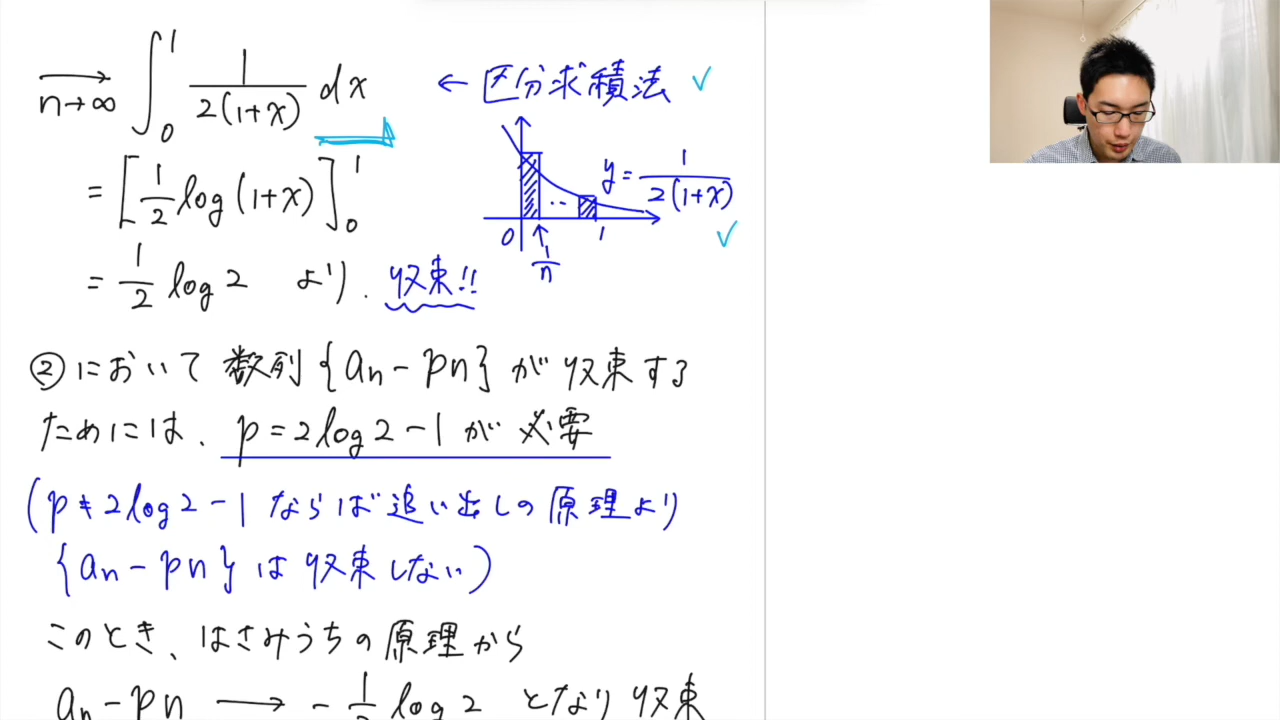 n→∞ ∫₀¹ 1/(2(1+x)) dx ← 区分求積法 ✓
= [1/2 log(1+x)]₀¹
y = 1/(2(1+x)) ✓
0 ↑ 1/n ‥ 1
= 1/2 log2 より、収束!!
②において数列{an-pn}が収束する
ためには、p=2log2-1が必要
(p≠2log2-1ならば追い出しの原理より
{an-pn}は収束しない)
このとき、はさみうちの原理から
an-pn → -1/2 log2 となり収束